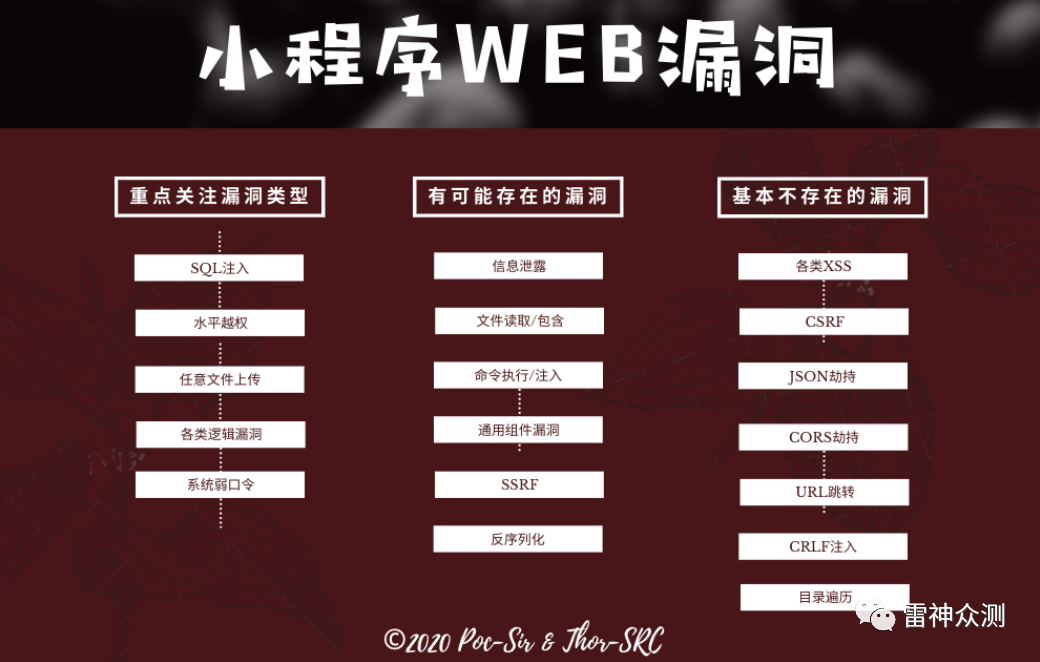 小程序WEB漏洞
重点关注漏洞类型
SQL注入
水平越权
任意文件上传
各类逻辑漏洞
系统弱口令
有可能存在的漏洞
信息泄露
文件读取/包含
命令执行/注入
通用组件漏洞
SSRF
反序列化
基本不存在的漏洞
各类XSS
CSRF
JSON劫持
CORS劫持
URL跳转
CRLF注入
目录遍历
雷神众测
©2020 Poc-Sir & Thor-SRC